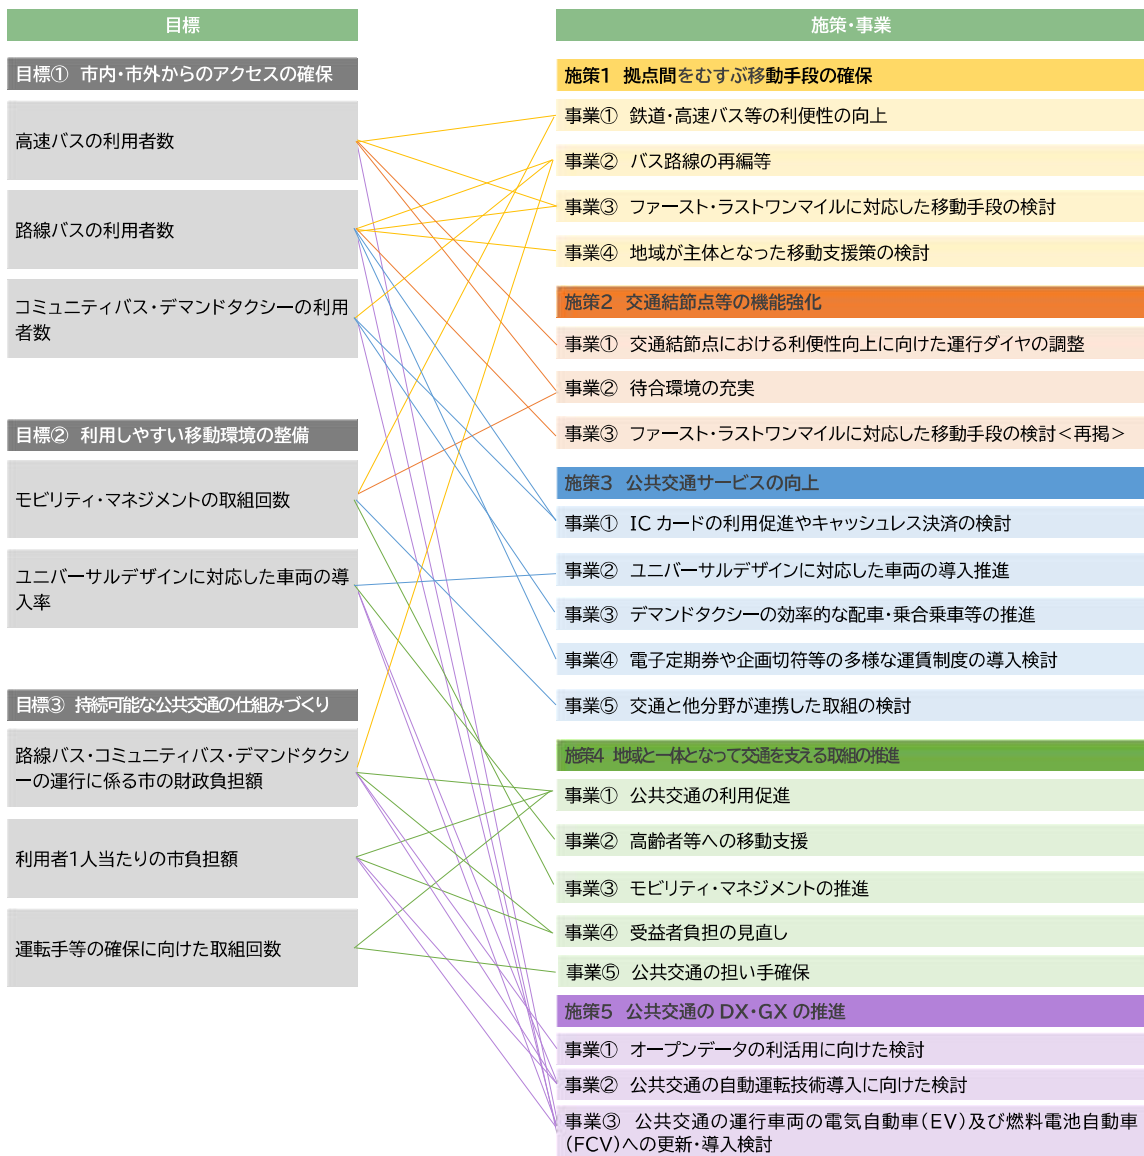 目標
目標① 市内・市外からのアクセスの確保
高速バスの利用者数
路線バスの利用者数
コミュニティバス・デマンドタクシーの利用
者数
目標② 利用しやすい移動環境の整備
モビリティ・マネジメントの取組回数
ユニバーサルデザインに対応した車両の導
入率
目標③ 持続可能な公共交通の仕組みづくり
路線バス・コミュニティバス・デマンドタクシ
ーの運行に係る市の財政負担額
利用者1人当たりの市負担額
運転手等の確保に向けた取組回数
施策・事業
施策1 拠点間をむすぶ移動手段の確保
事業① 鉄道・高速バス等の利便性の向上
事業② バス路線の再編等
事業③ ファースト・ラストワンマイルに対応した移動手段の検討
事業④ 地域が主体となった移動支援策の検討
施策2 交通結節点等の機能強化
事業① 交通結節点における利便性向上に向けた運行ダイヤの調整
事業② 待合環境の充実
事業③ ファースト・ラストワンマイルに対応した移動手段の検討<再掲>
施策3 公共交通サービスの向上
事業① IC カードの利用促進やキャッシュレス決済の検討
事業② ユニバーサルデザインに対応した車両の導入推進
事業③ デマンドタクシーの効率的な配車・乗合乗車等の推進
事業④ 電子定期券や企画切符等の多様な運賃制度の導入検討
事業⑤ 交通と他分野が連携した取組の検討
施策4 地域と一体となって交通を支える取組の推進
事業① 公共交通の利用促進
事業② 高齢者等への移動支援
事業③ モビリティ・マネジメントの推進
事業④ 受益者負担の見直し
事業⑤ 公共交通の担い手確保
施策5 公共交通の DX・GX の推進
事業① オープンデータの利活用に向けた検討
事業② 公共交通の自動運転技術導入に向けた検討
事業③ 公共交通の運行車両の電気自動車(EV)及び燃料電池自動車
(FCV)への更新・導入検討